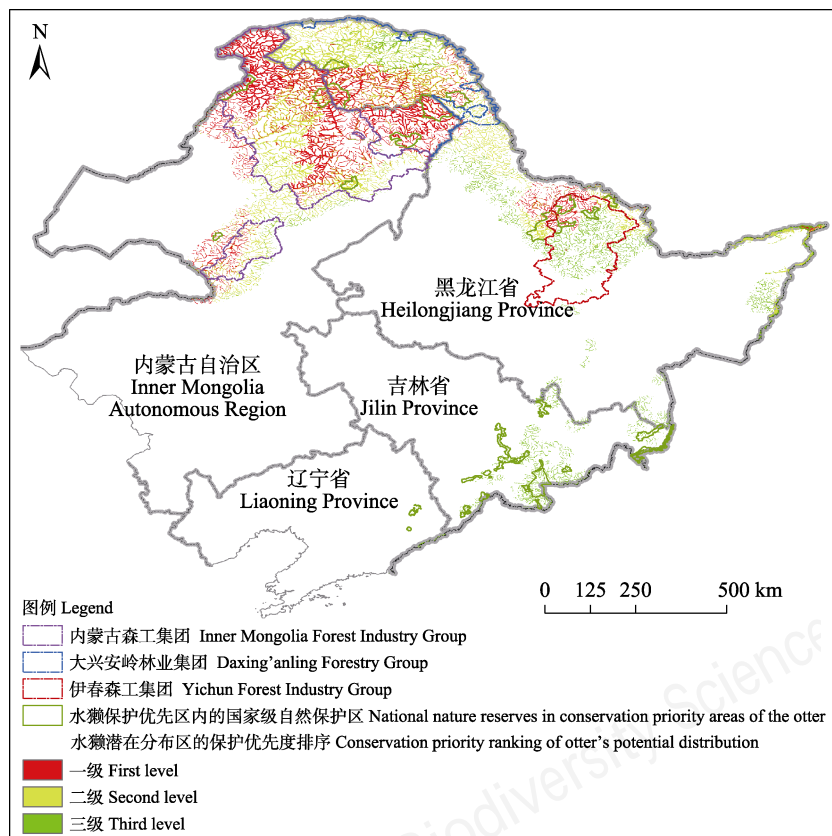 N
黑龙江省
Heilongjiang Province
内蒙古自治区
Inner Mongolia
Autonomous Region
吉林省
Jilin Province
辽宁省
Liaoning Province
0 125 250 500 km
图例 Legend
内蒙古森工集团 Inner Mongolia Forest Industry Group
大兴安岭林业集团 Daxing’anling Forestry Group
伊春森工集团 Yichun Forest Industry Group
水獭保护优先区内的国家级自然保护区 National nature reserves in conservation priority areas of the otter
水獭潜在分布区的保护优先度排序 Conservation priority ranking of otter’s potential distribution
一级 First level
二级 Second level
三级 Third level
Biodiversity Science